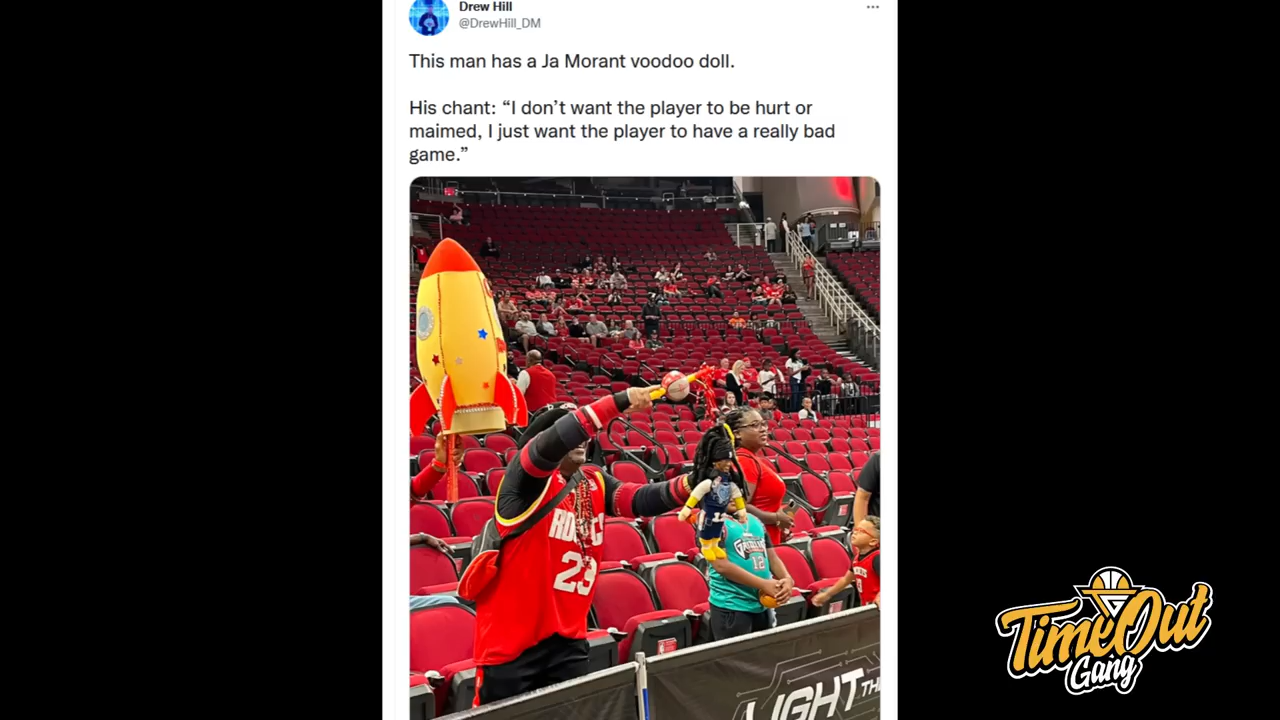 Drew Hill
@DrewHill_DM
This man has a Ja Morant voodoo doll.
His chant: “I don’t want the player to be hurt or
maimed, I just want the player to have a really bad
game.”
23
12
LIGHT
TimeOut
Gang